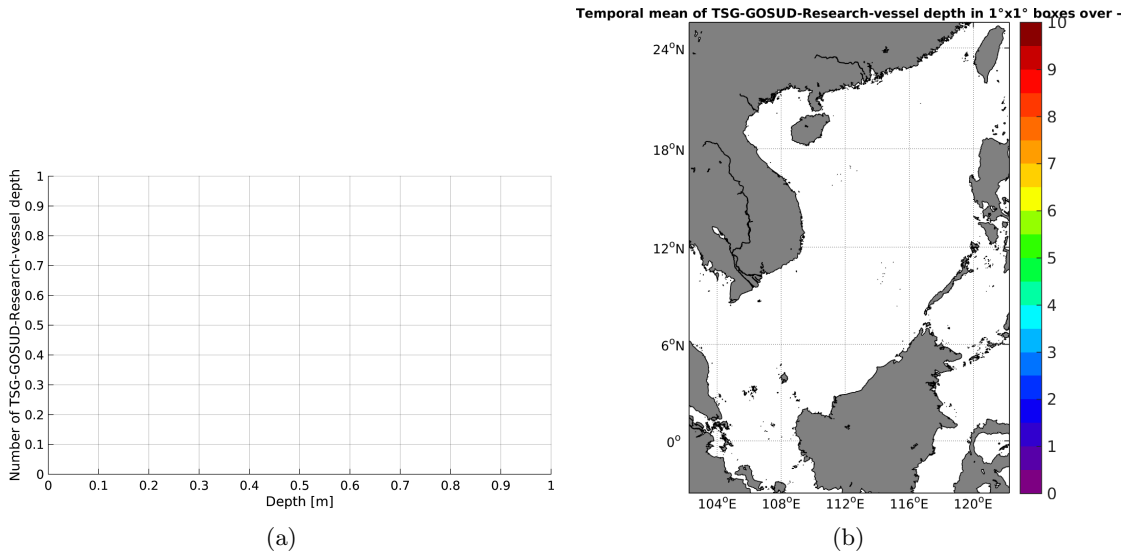 Temporal mean of TSG-GOSUD-Research-vessel depth in 1°x1° boxes over -
Number of TSG-GOSUD-Research-vessel depth
1
0.9
0.8
0.7
0.6
0.5
0.4
0.3
0.2
0.1
0
0 0.1 0.2 0.3 0.4 0.5 0.6 0.7 0.8 0.9 1
Depth [m]
(a)
24°N
18°N
12°N
6°N
0°
104°E 108°E 112°E 116°E 120°E
10
9
8
7
6
5
4
3
2
1
0
(b)